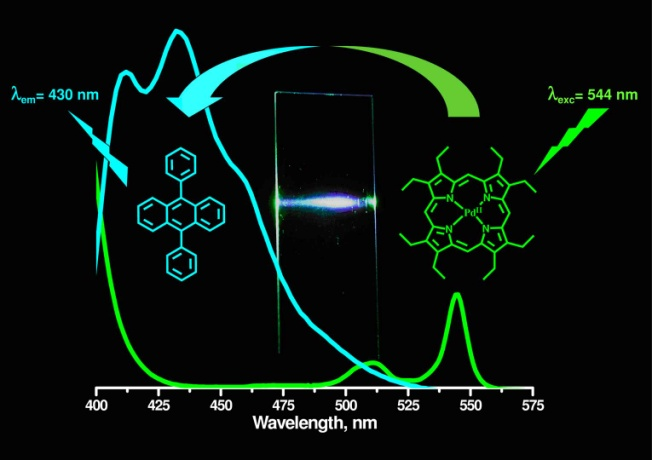 λem= 430 nm
λexc= 544 nm
N
N
PdII
N
N
400 425 450 475 500 525 550 575
Wavelength, nm